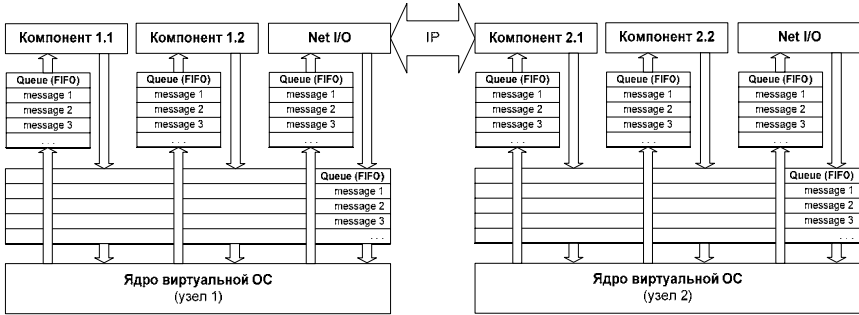 Компонент 1.1 Компонент 1.2 Net I/O IP Компонент 2.1 Компонент 2.2 Net I/O
Queue (FIFO) Queue (FIFO) Queue (FIFO) Queue (FIFO) Queue (FIFO) Queue (FIFO)
message 1 message 1 message 1 message 1 message 1 message 1
message 2 message 2 message 2 message 2 message 2 message 2
message 3 message 3 message 3 message 3 message 3 message 3
... ... ... ... ... ...
Queue (FIFO) Queue (FIFO)
message 1 message 1
message 2 message 2
message 3 message 3
... ...
Ядро виртуальной ОС Ядро виртуальной ОС
(узел 1) (узел 2)